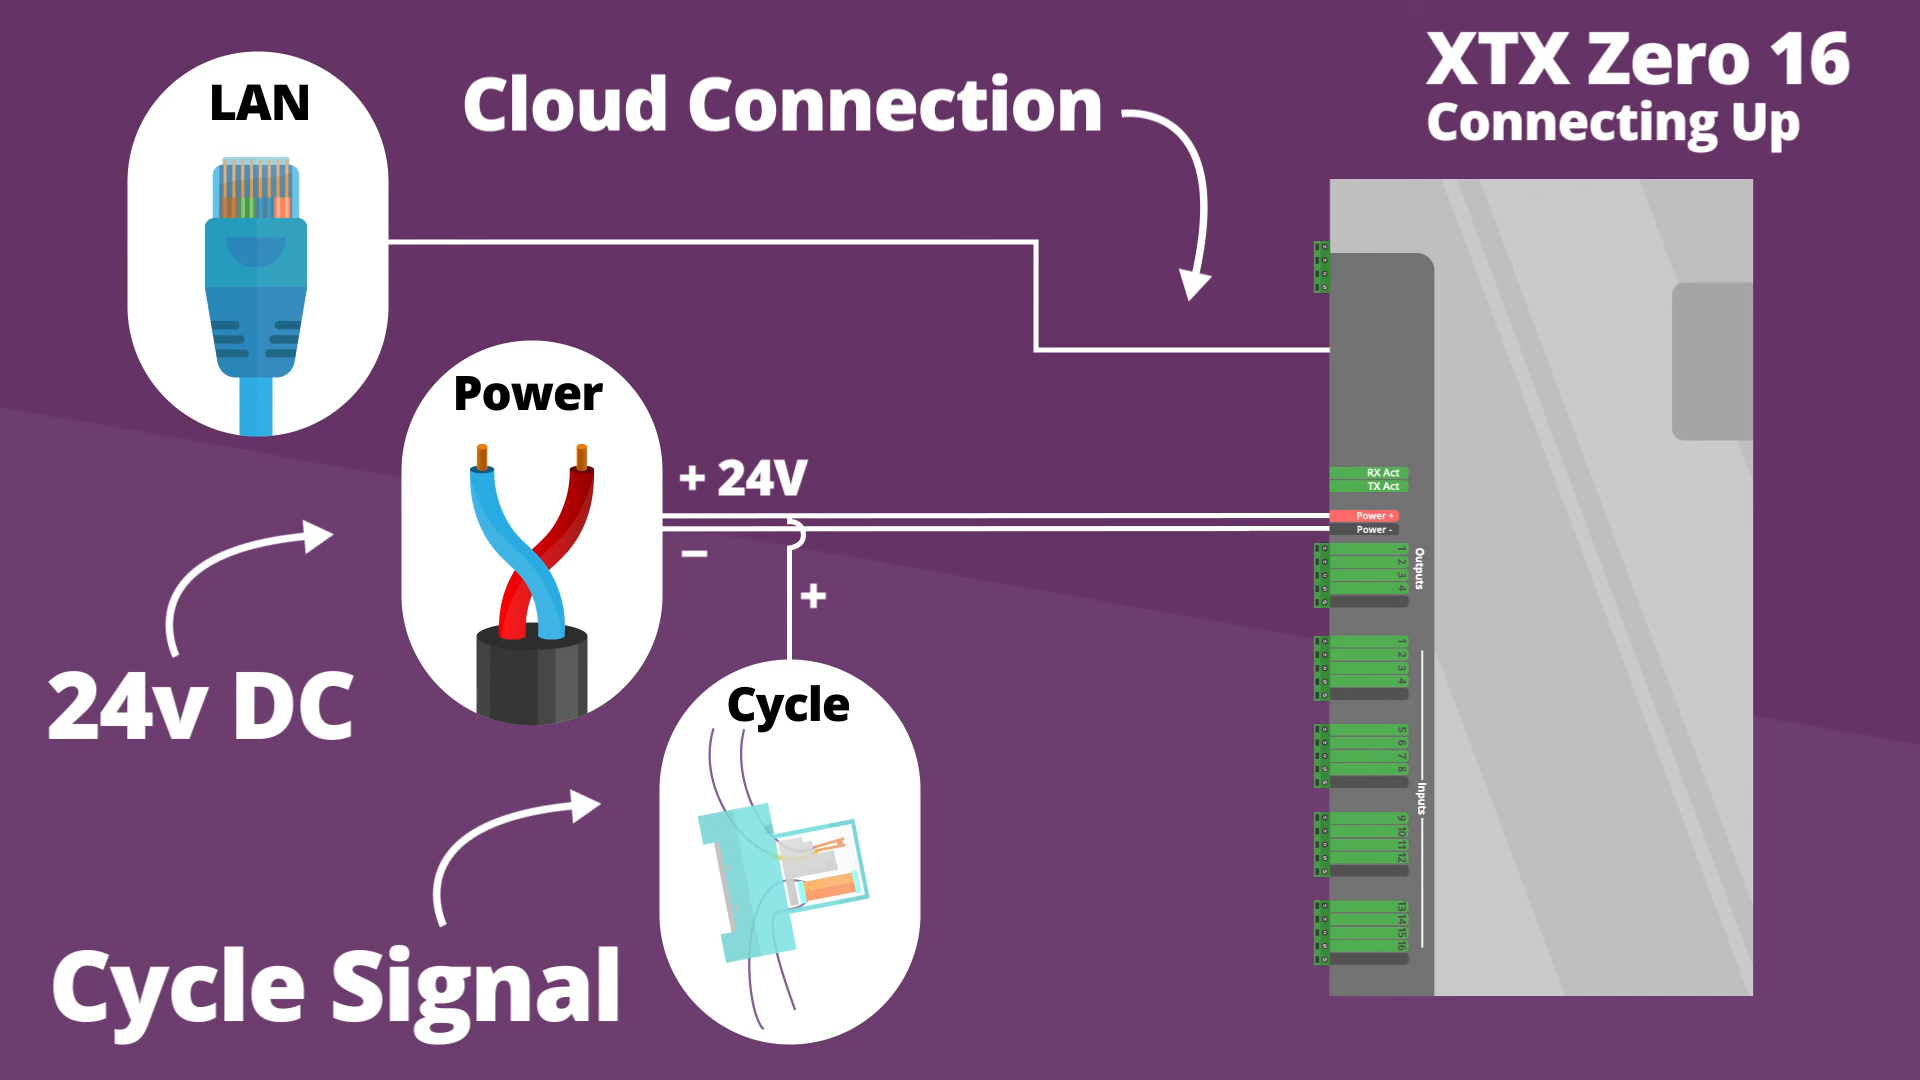 XTX Zero 16
Connecting Up
Cloud Connection
LAN
Power
+ 24V
−
+
24v DC
Cycle
Cycle Signal
RX Act
TX Act
Power +
Power -
Outputs
1
2
3
4
Inputs
1
2
3
4
5
6
7
8
9
10
11
12
13
14
15
16